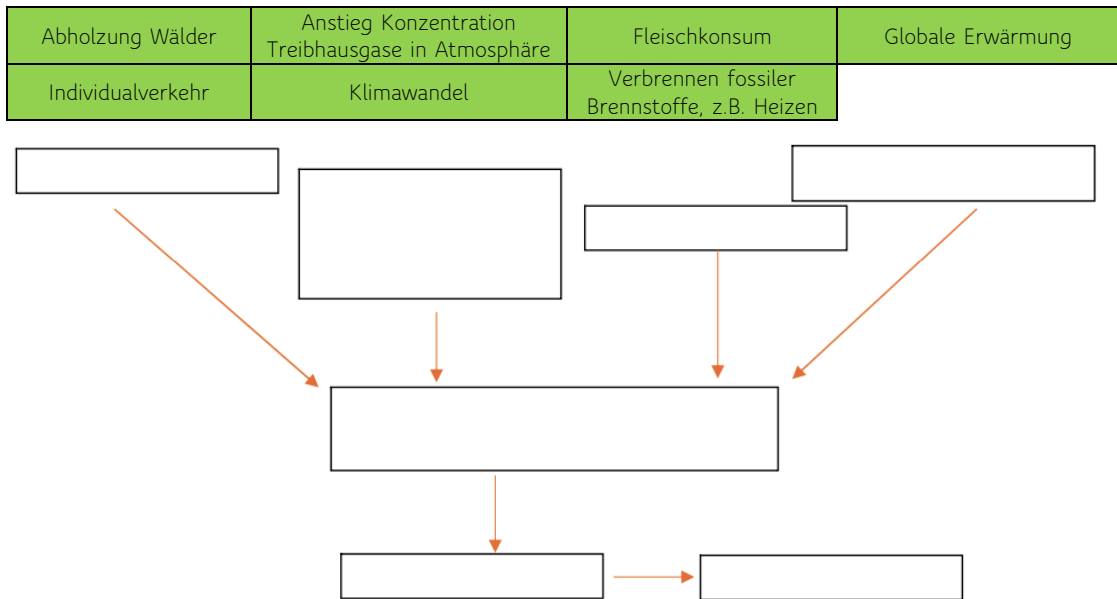 Abholzung Wälder
Anstieg Konzentration
Treibhausgase in Atmosphäre
Fleischkonsum
Globale Erwärmung
Individualverkehr
Klimawandel
Verbrennen fossiler
Brennstoffe, z.B. Heizen